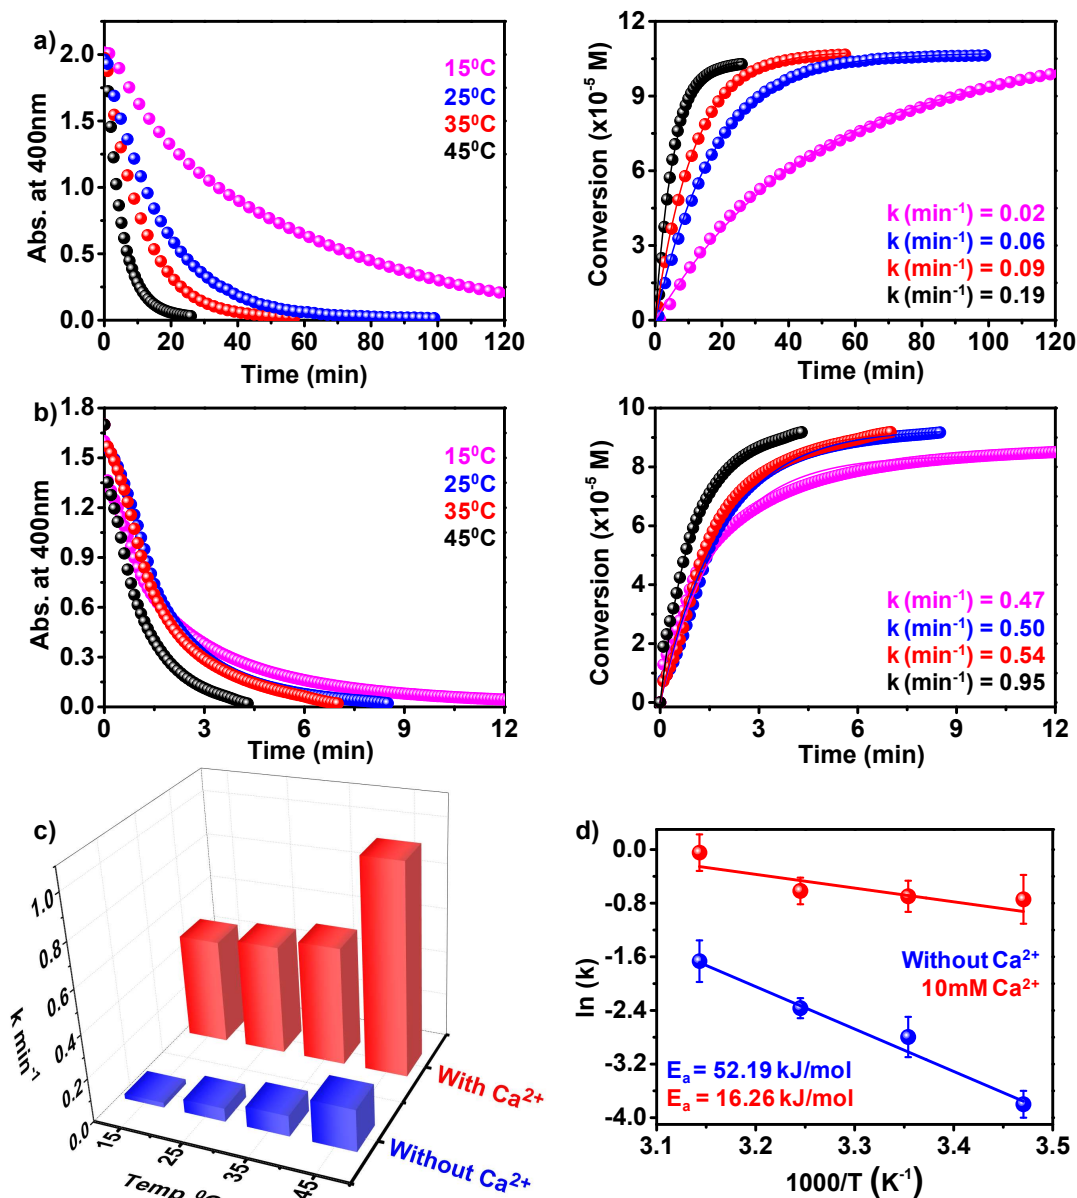 a)
2.0
1.5
1.0
0.5
0.0
Abs. at 400nm
15⁰C
25⁰C
35⁰C
45⁰C
0 20 40 60 80 100 120
Time (min)
12
9
6
3
0
Conversion (x10⁻⁵ M)
k (min⁻¹) = 0.02
k (min⁻¹) = 0.06
k (min⁻¹) = 0.09
k (min⁻¹) = 0.19
0 20 40 60 80 100 120
Time (min)
b)
1.8
1.5
1.2
0.9
0.6
0.3
0.0
Abs. at 400nm
15⁰C
25⁰C
35⁰C
45⁰C
0 3 6 9 12
Time (min)
10
8
6
4
2
0
Conversion (x10⁻⁵ M)
k (min⁻¹) = 0.47
k (min⁻¹) = 0.50
k (min⁻¹) = 0.54
k (min⁻¹) = 0.95
0 3 6 9 12
Time (min)
c)
1.0
0.8
0.6
0.4
0.2
0.0
k min⁻¹
15
25
35
45
With Ca²⁺
Without Ca²⁺
d)
0.0
-0.8
-1.6
-2.4
-3.2
-4.0
ln (k)
Without Ca²⁺
10mM Ca²⁺
Eₐ = 52.19 kJ/mol
Eₐ = 16.26 kJ/mol
3.1 3.2 3.3 3.4 3.5
1000/T (K⁻¹)